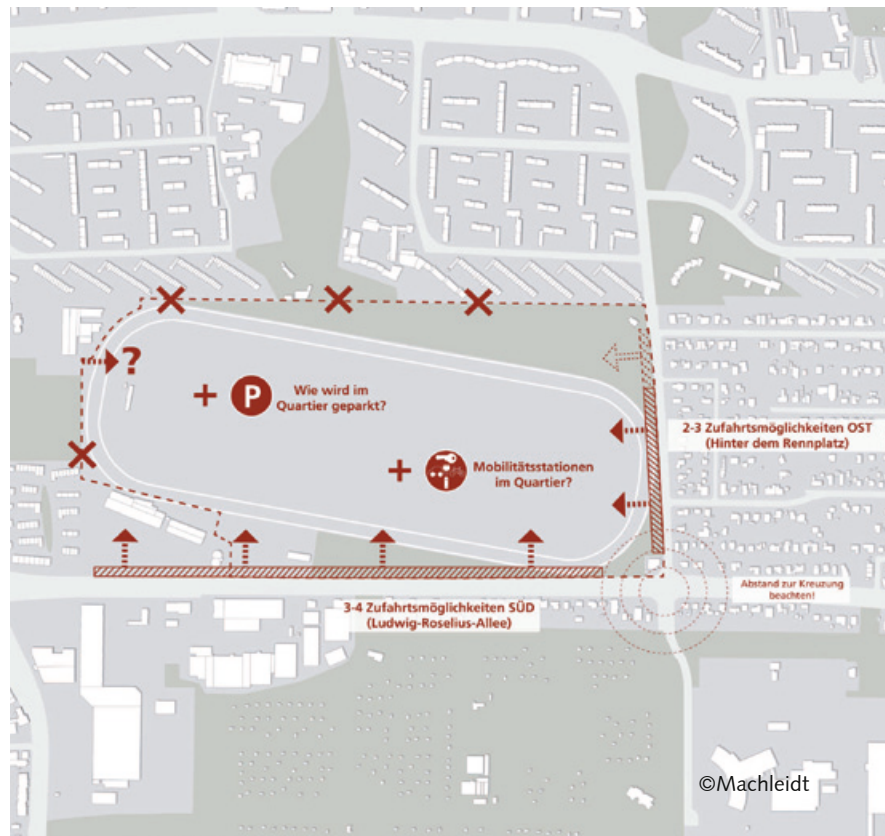 ?
P
Wie wird im
Quartier geparkt?
2-3 Zufahrtsmöglichkeiten OST
(Hinter dem Rennplatz)
Mobilitätsstationen
im Quartier?
Abstand zur Kreuzung
beachten!
3-4 Zufahrtsmöglichkeiten SÜD
(Ludwig-Roselius-Allee)
©Machleidt